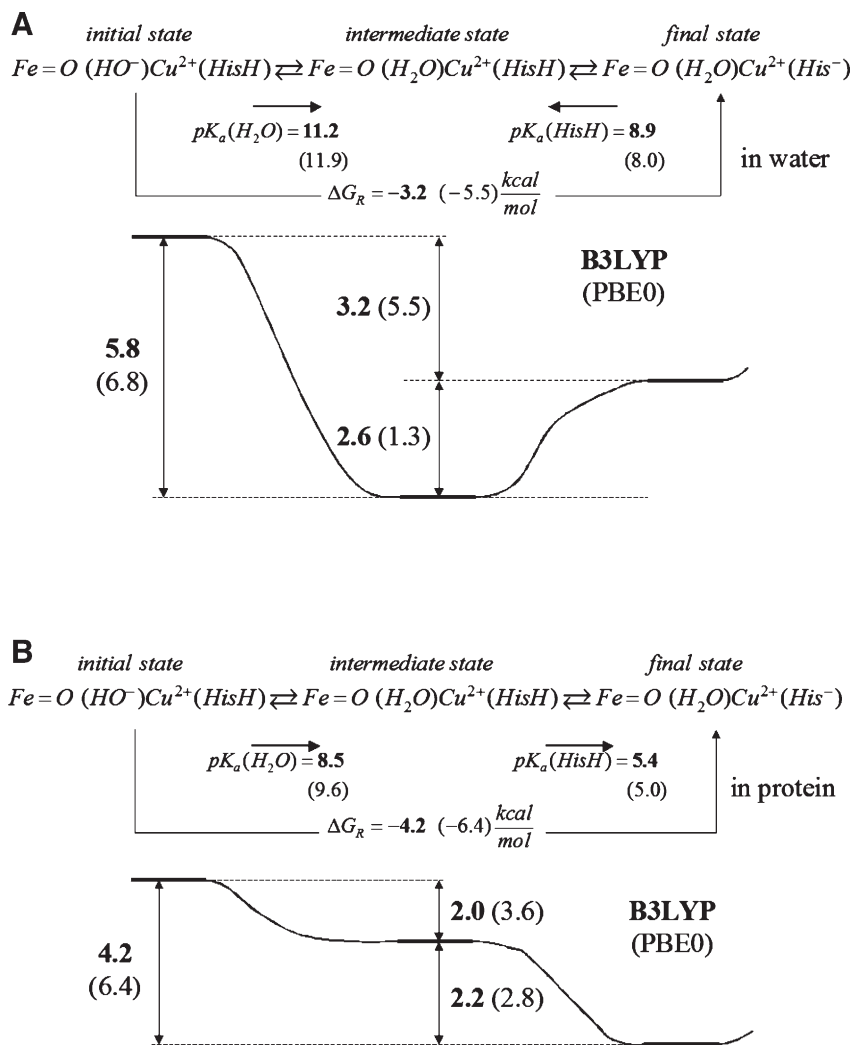 A
initial state intermediate state final state
Fe=O (HO⁻)Cu²⁺(HisH)⇄Fe=O (H₂O)Cu²⁺(HisH)⇄Fe=O (H₂O)Cu²⁺(His⁻)
pKₐ(H₂O)=11.2 pKₐ(HisH)=8.9
(11.9) (8.0) in water
ΔG_R = −3.2 (−5.5) kcal/mol
B3LYP
(PBE0)
3.2 (5.5)
5.8
(6.8)
2.6 (1.3)
B
initial state intermediate state final state
Fe=O (HO⁻)Cu²⁺(HisH)⇄Fe=O (H₂O)Cu²⁺(HisH)⇄Fe=O (H₂O)Cu²⁺(His⁻)
pKₐ(H₂O)=8.5 pKₐ(HisH)=5.4
(9.6) (5.0) in protein
ΔG_R = −4.2 (−6.4) kcal/mol
2.0 (3.6) B3LYP
(PBE0)
4.2
(6.4)
2.2 (2.8)